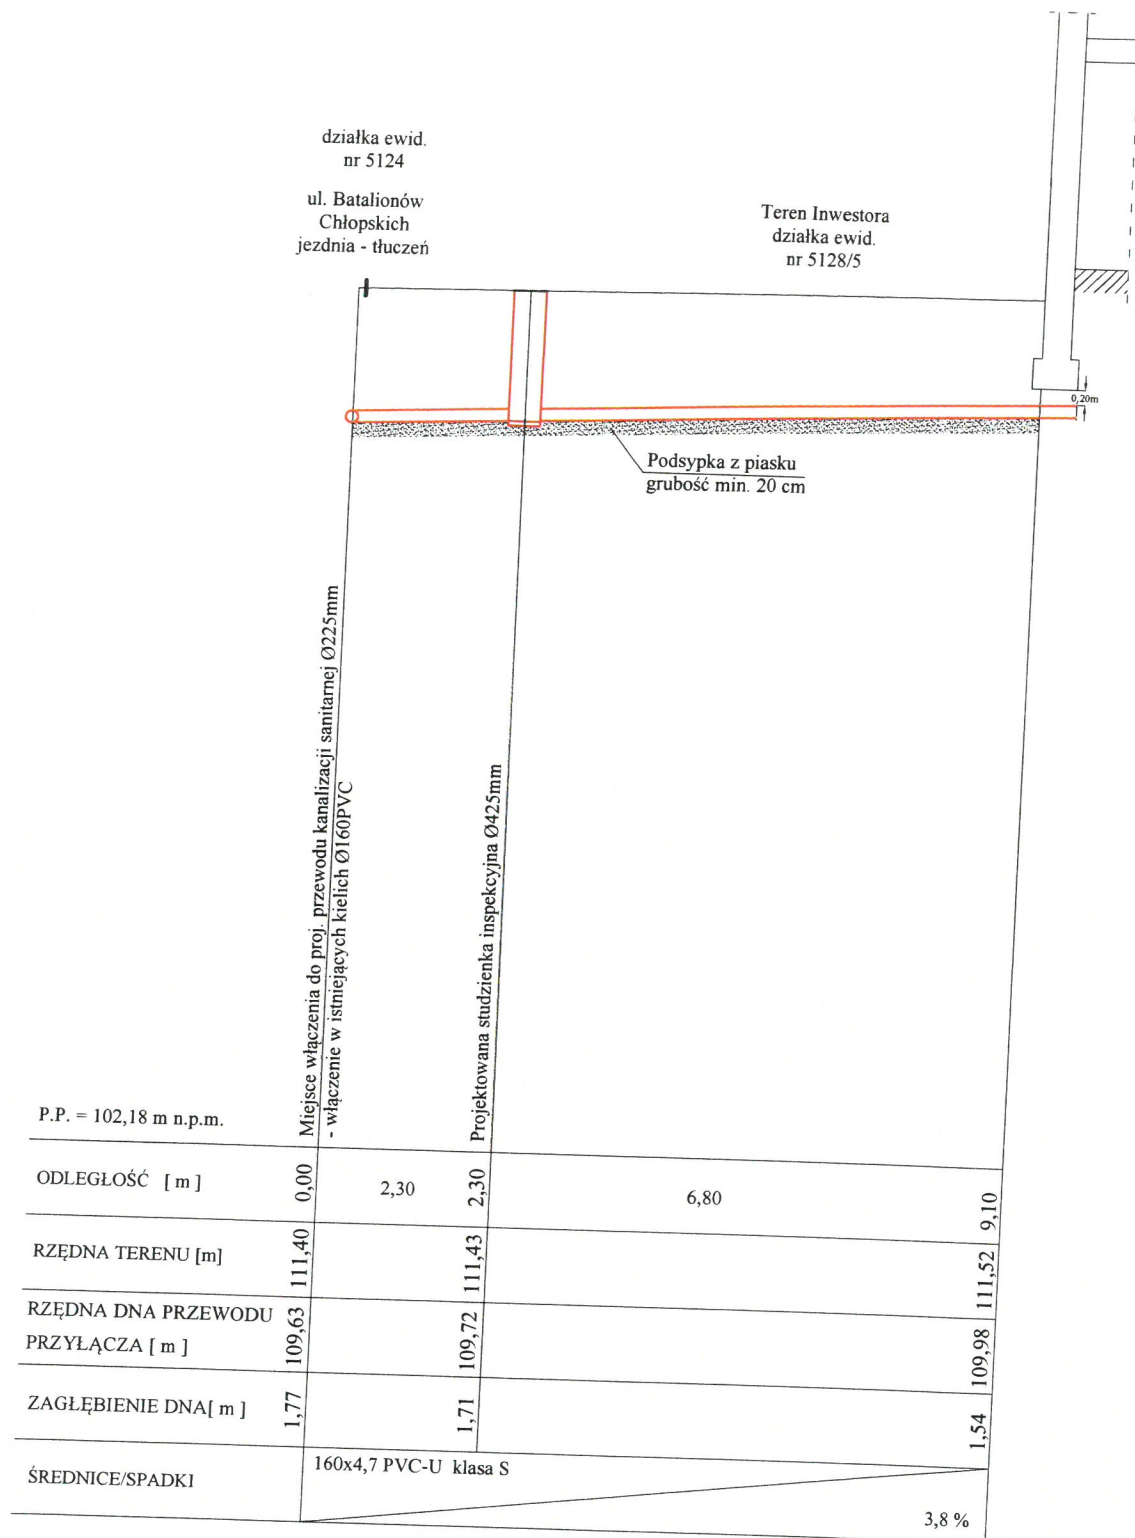 działka ewid.
nr 5124
ul. Batalionów
Chłopskich
jezdnia - tłuczeń
Teren Inwestora
działka ewid.
nr 5128/5
0,20m
Podsypka z piasku
grubość min. 20 cm
Miejsce włączenia do proj. przewodu kanalizacji sanitarnej Ø225mm
- włączenie w istniejących kielich Ø160PVC
Projektowana studzienka inspekcyjna Ø425mm
P.P. = 102,18 m n.p.m.
ODLEGŁOŚĆ [ m ] 0,00 2,30 2,30 6,80 9,10
RZĘDNA TERENU [m] 111,40 111,43 111,52
RZĘDNA DNA PRZEWODU
PRZYŁĄCZA [ m ] 109,63 109,72 109,98
ZAGŁĘBIENIE DNA[ m ] 1,77 1,71 1,54
ŚREDNICE/SPADKI 160x4,7 PVC-U klasa S
3,8 %